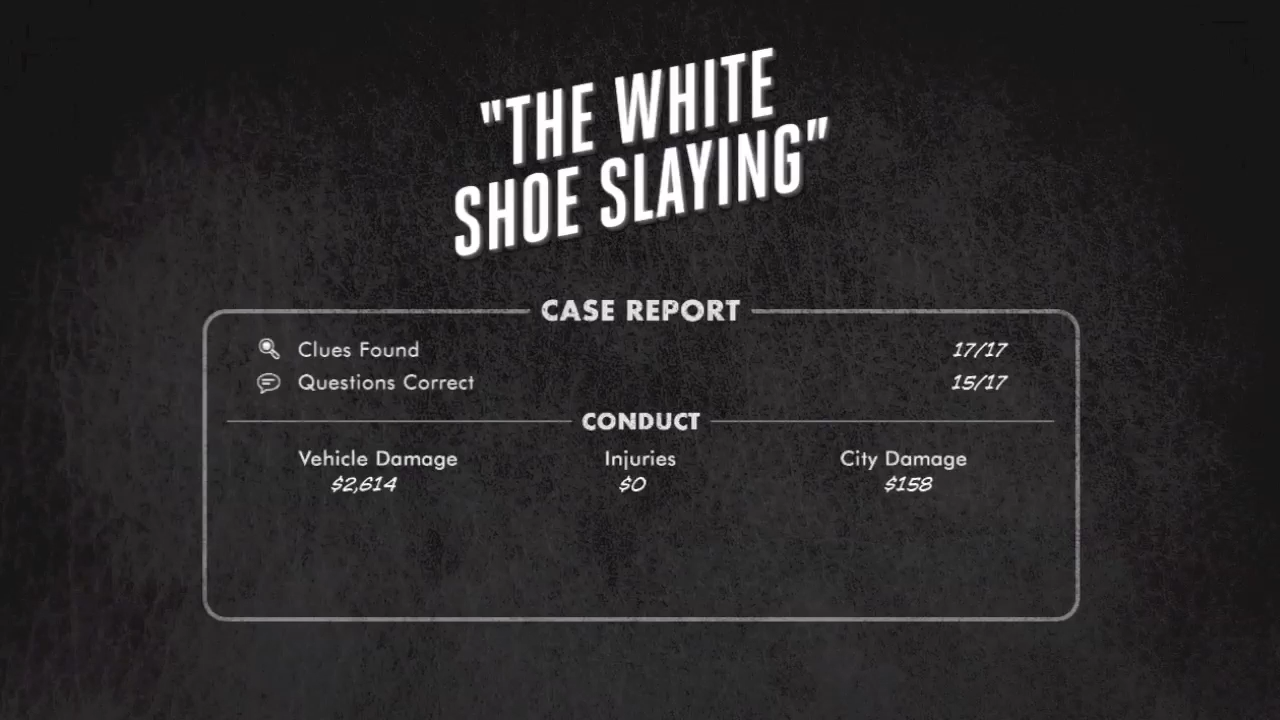 "THE WHITE
SHOE SLAYING"
CASE REPORT
Clues Found 17/17
Questions Correct 15/17
CONDUCT
Vehicle Damage Injuries City Damage
$2,614 $0 $158